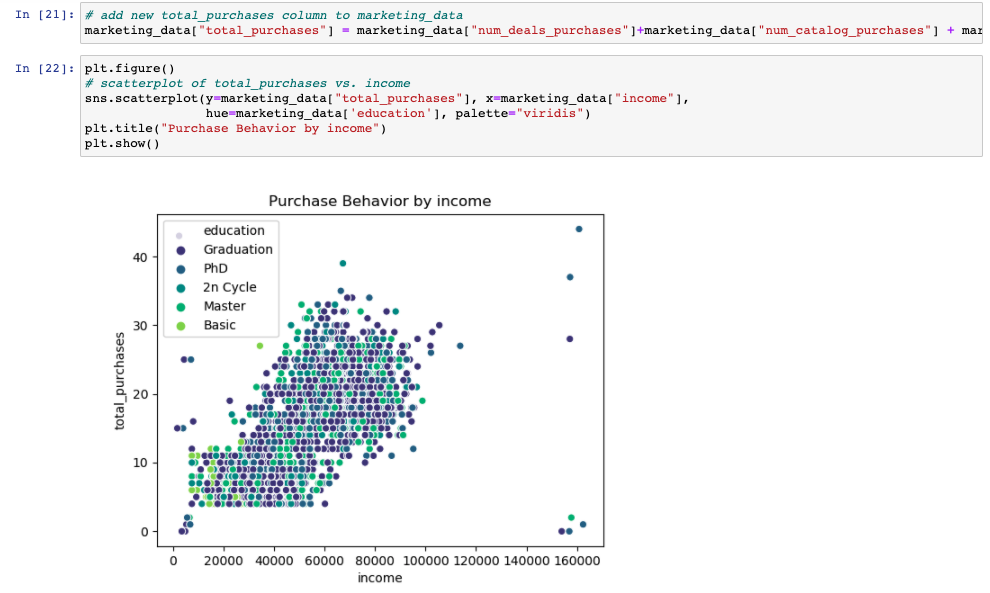 In [21]: # add new total_purchases column to marketing_data
marketing_data["total_purchases"] = marketing_data["num_deals_purchases"]+marketing_data["num_catalog_purchases"] + mar
In [22]: plt.figure()
# scatterplot of total_purchases vs. income
sns.scatterplot(y=marketing_data["total_purchases"], x=marketing_data["income"],
hue=marketing_data['education'], palette="viridis")
plt.title("Purchase Behavior by income")
plt.show()
Purchase Behavior by income
education
Graduation
PhD
2n Cycle
Master
Basic
40
30
20
10
0
total_purchases
0 20000 40000 60000 80000 100000 120000 140000 160000
income